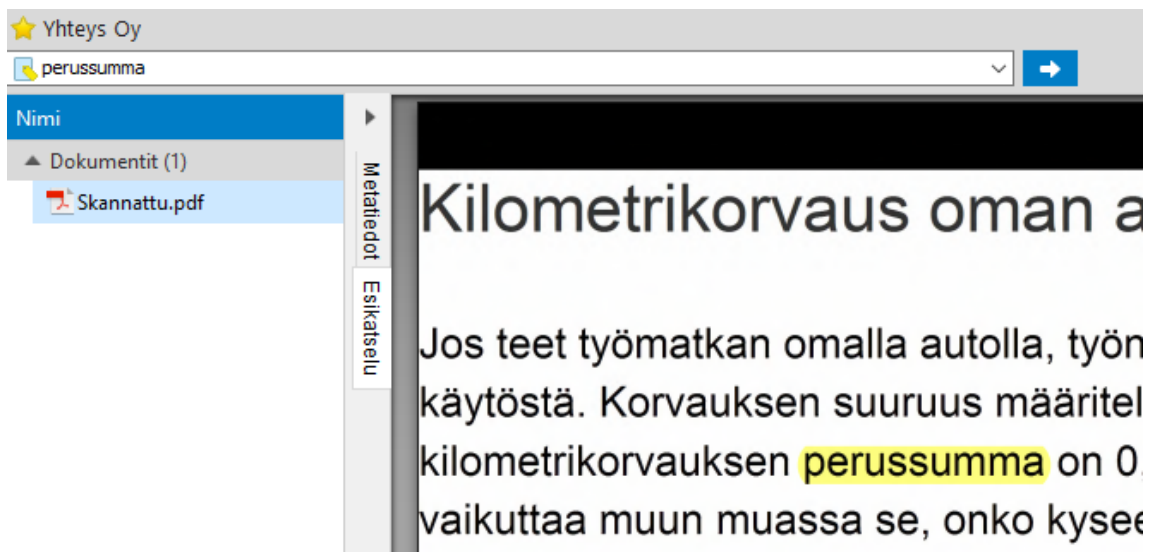 Yhteys Oy
perussumma
Nimi
Dokumentit (1)
Skannattu.pdf
Metatiedot
Esikatselu
Kilometrikorvaus oman a
Jos teet työmatkan omalla autolla, työn
käytöstä. Korvauksen suuruus määritel
kilometrikorvauksen perussumma on 0,
vaikuttaa muun muassa se, onko kysee